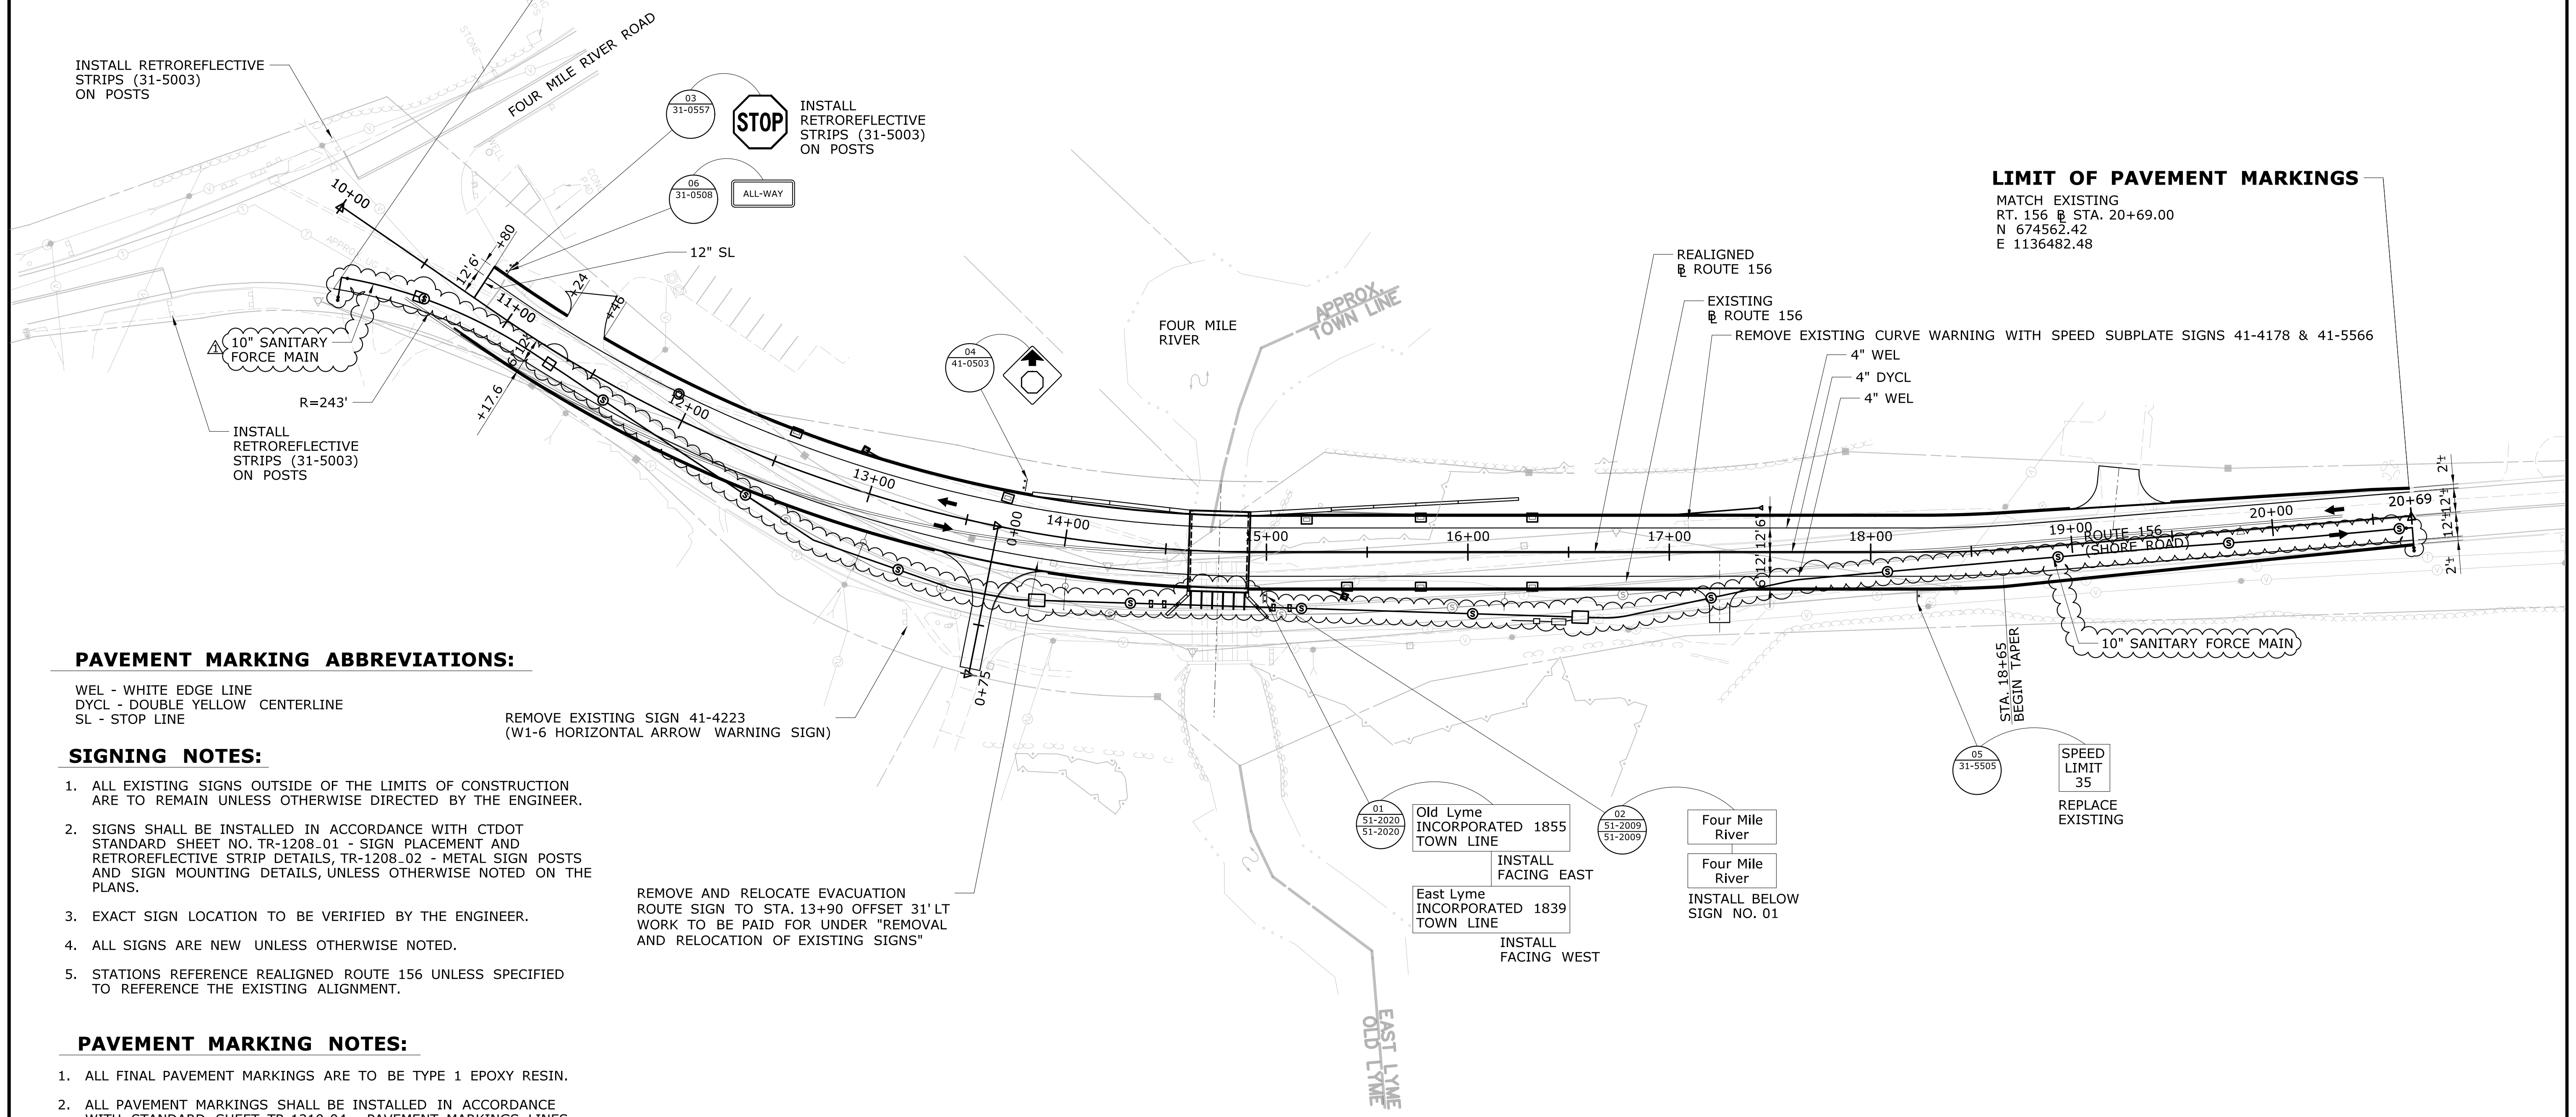 INSTALL RETROREFLECTIVE
STRIPS (31-5003)
ON POSTS
FOUR MILE RIVER ROAD
STONE
WELL
03
31-0557
STOP
INSTALL
RETROREFLECTIVE
STRIPS (31-5003)
ON POSTS
06
31-0508
ALL-WAY
10+00
+80
12' 6'
12" SL
+24
+46
11+00
10" SANITARY
FORCE MAIN
R=243'
+17.6
INSTALL
RETROREFLECTIVE
STRIPS (31-5003)
ON POSTS
12+00
13+00
14+00
04
41-0503
FOUR MILE
RIVER
APPROX.
TOWN LINE
LIMIT OF PAVEMENT MARKINGS
MATCH EXISTING
RT. 156 BL STA. 20+69.00
N 674562.42
E 1136482.48
REALIGNED
BL ROUTE 156
EXISTING
BL ROUTE 156
REMOVE EXISTING CURVE WARNING WITH SPEED SUBPLATE SIGNS 41-4178 & 41-5566
4" WEL
4" DYCL
4" WEL
0+00
0+75
15+00
16+00
17+00
6' 12' 12' 6'
18+00
19+00
ROUTE 156
(SHORE ROAD)
20+00
20+69
2'± 12'± 12'± 2'±
STA. 18+65
BEGIN TAPER
10" SANITARY FORCE MAIN
PAVEMENT MARKING ABBREVIATIONS:
WEL - WHITE EDGE LINE
DYCL - DOUBLE YELLOW CENTERLINE
SL - STOP LINE
REMOVE EXISTING SIGN 41-4223
(W1-6 HORIZONTAL ARROW WARNING SIGN)
SIGNING NOTES:
1. ALL EXISTING SIGNS OUTSIDE OF THE LIMITS OF CONSTRUCTION
ARE TO REMAIN UNLESS OTHERWISE DIRECTED BY THE ENGINEER.
2. SIGNS SHALL BE INSTALLED IN ACCORDANCE WITH CTDOT
STANDARD SHEET NO. TR-1208_01 - SIGN PLACEMENT AND
RETROREFLECTIVE STRIP DETAILS, TR-1208_02 - METAL SIGN POSTS
AND SIGN MOUNTING DETAILS, UNLESS OTHERWISE NOTED ON THE
PLANS.
3. EXACT SIGN LOCATION TO BE VERIFIED BY THE ENGINEER.
4. ALL SIGNS ARE NEW UNLESS OTHERWISE NOTED.
5. STATIONS REFERENCE REALIGNED ROUTE 156 UNLESS SPECIFIED
TO REFERENCE THE EXISTING ALIGNMENT.
REMOVE AND RELOCATE EVACUATION
ROUTE SIGN TO STA. 13+90 OFFSET 31' LT
WORK TO BE PAID FOR UNDER "REMOVAL
AND RELOCATION OF EXISTING SIGNS"
01
51-2020
51-2020
Old Lyme
INCORPORATED 1855
TOWN LINE
INSTALL
FACING EAST
East Lyme
INCORPORATED 1839
TOWN LINE
INSTALL
FACING WEST
02
51-2009
51-2009
Four Mile
River
Four Mile
River
INSTALL BELOW
SIGN NO. 01
05
31-5505
SPEED
LIMIT
35
REPLACE
EXISTING
EAST LYME
OLD LYME
PAVEMENT MARKING NOTES:
1. ALL FINAL PAVEMENT MARKINGS ARE TO BE TYPE 1 EPOXY RESIN.
2. ALL PAVEMENT MARKINGS SHALL BE INSTALLED IN ACCORDANCE